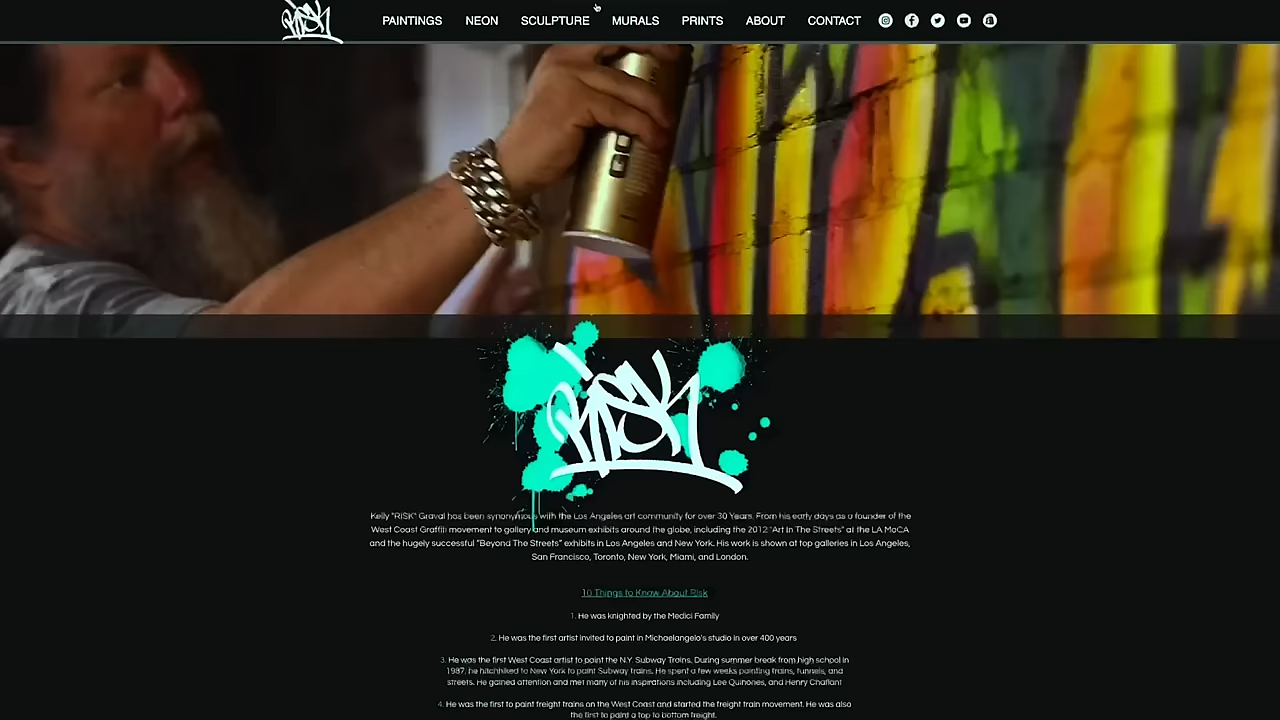 RISK
PAINTINGS NEON SCULPTURE MURALS PRINTS ABOUT CONTACT
RISK
Kelly "RISK" Graval has been synonymous with the Los Angeles art community for over 30 Years. From his early days as a founder of the
West Coast Graffiti movement to gallery and museum exhibits around the globe, including the 2012 "Art In The Streets" at the LA MoCA
and the hugely successful "Beyond The Streets" exhibits in Los Angeles and New York. His work is shown at top galleries in Los Angeles,
San Francisco, Toronto, New York, Miami, and London.
10 Things to Know About Risk
1. He was knighted by the Medici Family
2. He was the first artist invited to paint in Michaelangelo's studio in over 400 years
3. He was the first West Coast artist to paint the N.Y. Subway Trains. During summer break from high school in
1987, he hitchhiked to New York to paint Subway trains. He spent a few weeks painting trains, tunnels, and
streets. He gained attention and met many of his inspirations including Lee Quinones, and Henry Chalfant
4. He was the first to paint freight trains on the West Coast and started the freight train movement. He was also
the first to paint a top to bottom freight.